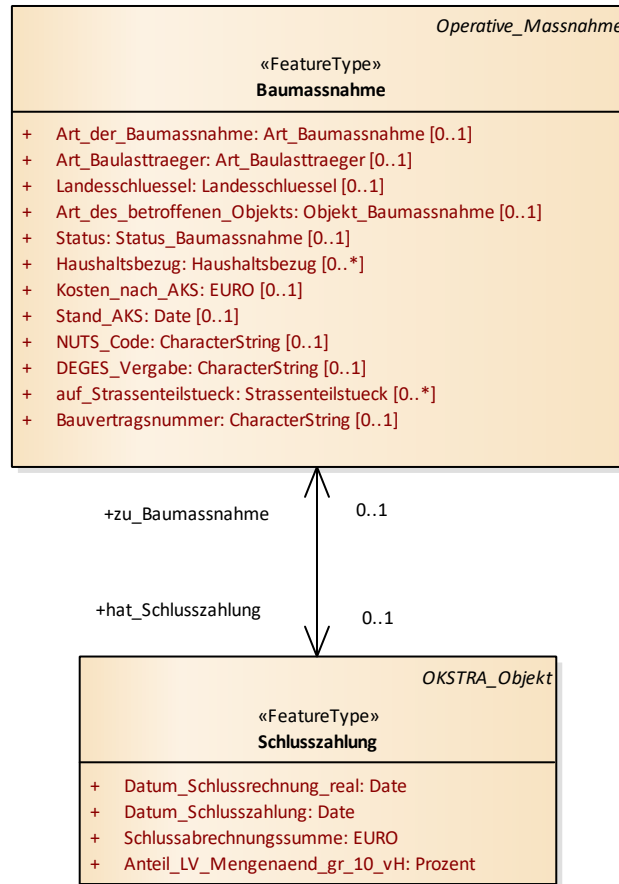 Operative_Massnahme
«FeatureType»
Baumassnahme
+ Art_der_Baumassnahme: Art_Baumassnahme [0..1]
+ Art_Baulasttraeger: Art_Baulasttraeger [0..1]
+ Landesschluessel: Landesschluessel [0..1]
+ Art_des_betroffenen_Objekts: Objekt_Baumassnahme [0..1]
+ Status: Status_Baumassnahme [0..1]
+ Haushaltsbezug: Haushaltsbezug [0..*]
+ Kosten_nach_AKS: EURO [0..1]
+ Stand_AKS: Date [0..1]
+ NUTS_Code: CharacterString [0..1]
+ DEGES_Vergabe: CharacterString [0..1]
+ auf_Strassenteilstueck: Strassenteilstueck [0..*]
+ Bauvertragsnummer: CharacterString [0..1]
+zu_Baumassnahme 0..1
+hat_Schlusszahlung 0..1
OKSTRA_Objekt
«FeatureType»
Schlusszahlung
+ Datum_Schlussrechnung_real: Date
+ Datum_Schlusszahlung: Date
+ Schlussabrechnungssumme: EURO
+ Anteil_LV_Mengenaend_gr_10_vH: Prozent